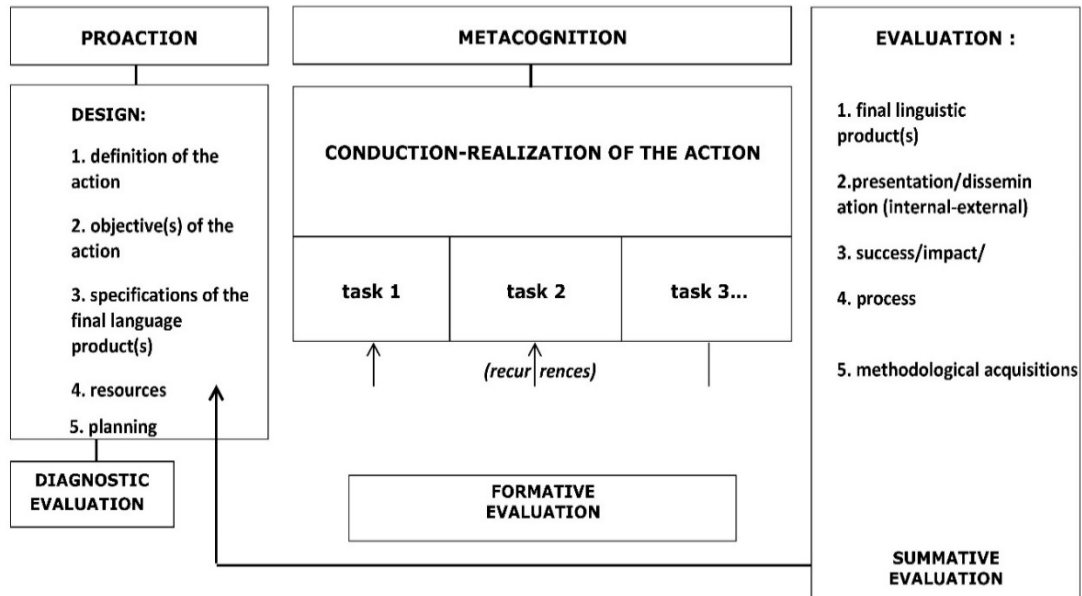 PROACTION
DESIGN:
1. definition of the
action
2. objective(s) of the
action
3. specifications of the
final language
product(s)
4. resources
5. planning
DIAGNOSTIC
EVALUATION
METACOGNITION
CONDUCTION-REALIZATION OF THE ACTION
task 1
task 2
task 3...
(recur rences)
FORMATIVE
EVALUATION
EVALUATION :
1. final linguistic
product(s)
2.presentation/dissemin
ation (internal-external)
3. success/impact/
4. process
5. methodological acquisitions
SUMMATIVE
EVALUATION